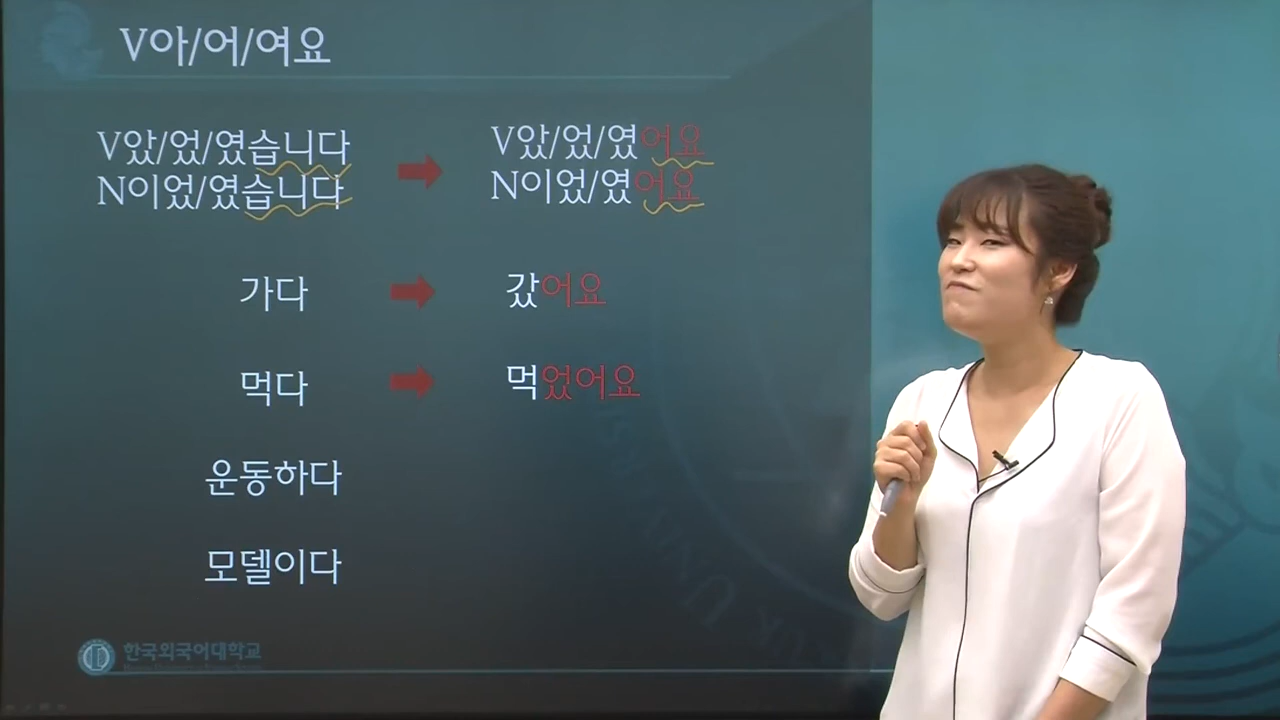 V아/어/여요
V았/었/였습니다
N이었/였습니다
V았/었/였어요
N이었/였어요
가다
갔어요
먹다
먹었어요
운동하다
모델이다
한국외국어대학교